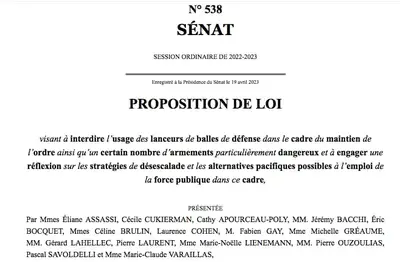 N° 538
SÉNAT
SESSION ORDINAIRE DE 2022-2023
Enregistré à la Présidence du Sénat le 19 avril 2023
PROPOSITION DE LOI
visant à interdire l'usage des lanceurs de balles de défense dans le cadre du maintien de
l'ordre ainsi qu'un certain nombre d'armements particulièrement dangereux et à engager une
réflexion sur les stratégies de désescalade et les alternatives pacifiques possibles à l'emploi de
la force publique dans ce cadre,
PRÉSENTÉE
Par Mmes Éliane ASSASSI, Cécile CUKIERMAN, Cathy APOURCEAU-POLY, MM. Jérémy BACCHI, Éric
BOCQUET, Mmes Céline BRULIN, Laurence COHEN, M. Fabien GAY, Mme Michelle GRÉAUME,
MM. Gérard LAHELLEC, Pierre LAURENT, Mme Marie-Noëlle LIENEMANN, MM. Pierre OUZOULIAS,
Pascal SAVOLDELLI et Mme Marie-Claude VARAILLAS,